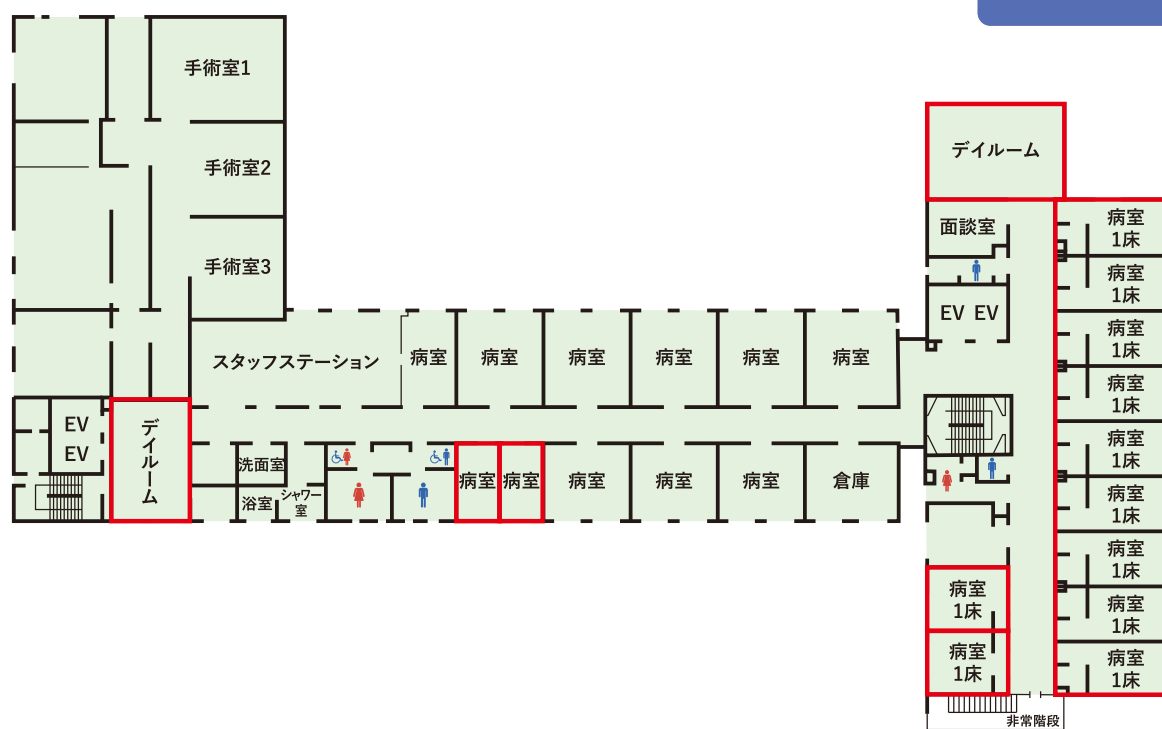 手術室1
手術室2
手術室3
スタッフステーション
病室
病室
病室
病室
病室
病室
EV
EV
デイルーム
洗面室
浴室
シャワー
室
病室
病室
病室
病室
病室
倉庫
デイルーム
面談室
EV EV
病室
1床
病室
1床
病室
1床
病室
1床
病室
1床
病室
1床
病室
1床
病室
1床
病室
1床
病室
1床
病室
1床
非常階段